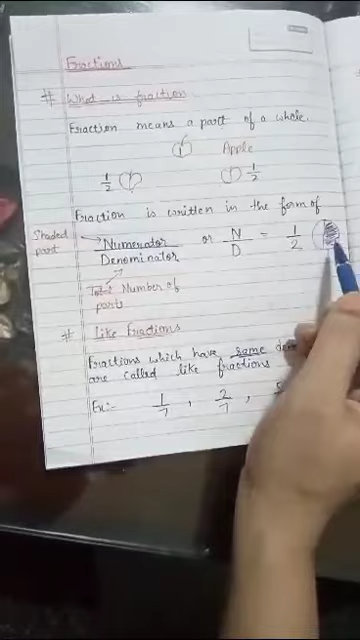 Fractions
# What is fraction
Fraction means a part of a whole.
Apple
1/2 1/2
Fraction is written in the form of
Shaded part Numerator/Denominator or N/D = 1/2
Total Number of
parts
# Like Fractions
Fractions which have same
are called like fractions
Ex:- 1/7, 2/7,